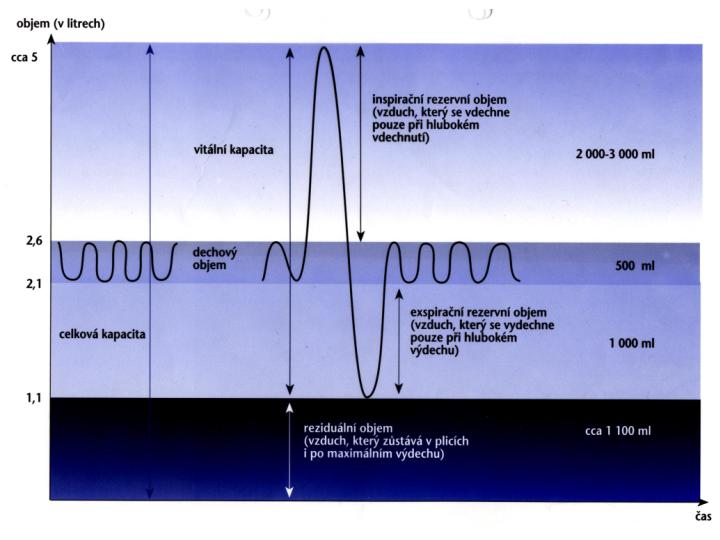 objem (v litrech)
cca 5
inspirační rezervní objem
(vzduch, který se vdechne
pouze při hlubokém
vdechnutí)
vitální kapacita
2 000-3 000 ml
2,6
dechový
objem
500 ml
2,1
exspirační rezervní objem
(vzduch, který se vydechne
pouze při hlubokém
výdechu)
celková kapacita
1 000 ml
1,1
reziduální objem
(vzduch, který zůstává v plicích
i po maximálním výdechu)
cca 1 100 ml
čas